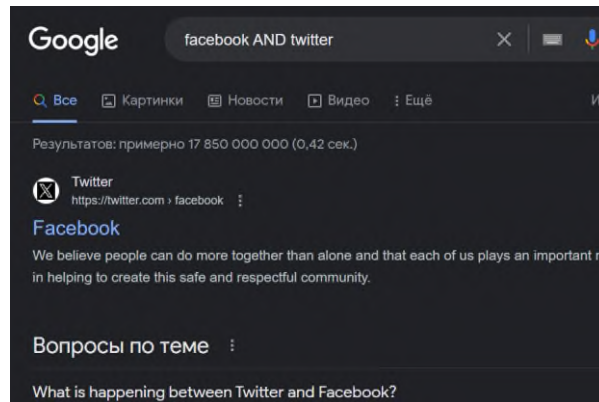 Google facebook AND twitter
Все Картинки Новости Видео Ещё
Результатов: примерно 17 850 000 000 (0,42 сек.)
Twitter
https://twitter.com › facebook
Facebook
We believe people can do more together than alone and that each of us plays an important
in helping to create this safe and respectful community.
Вопросы по теме
What is happening between Twitter and Facebook?